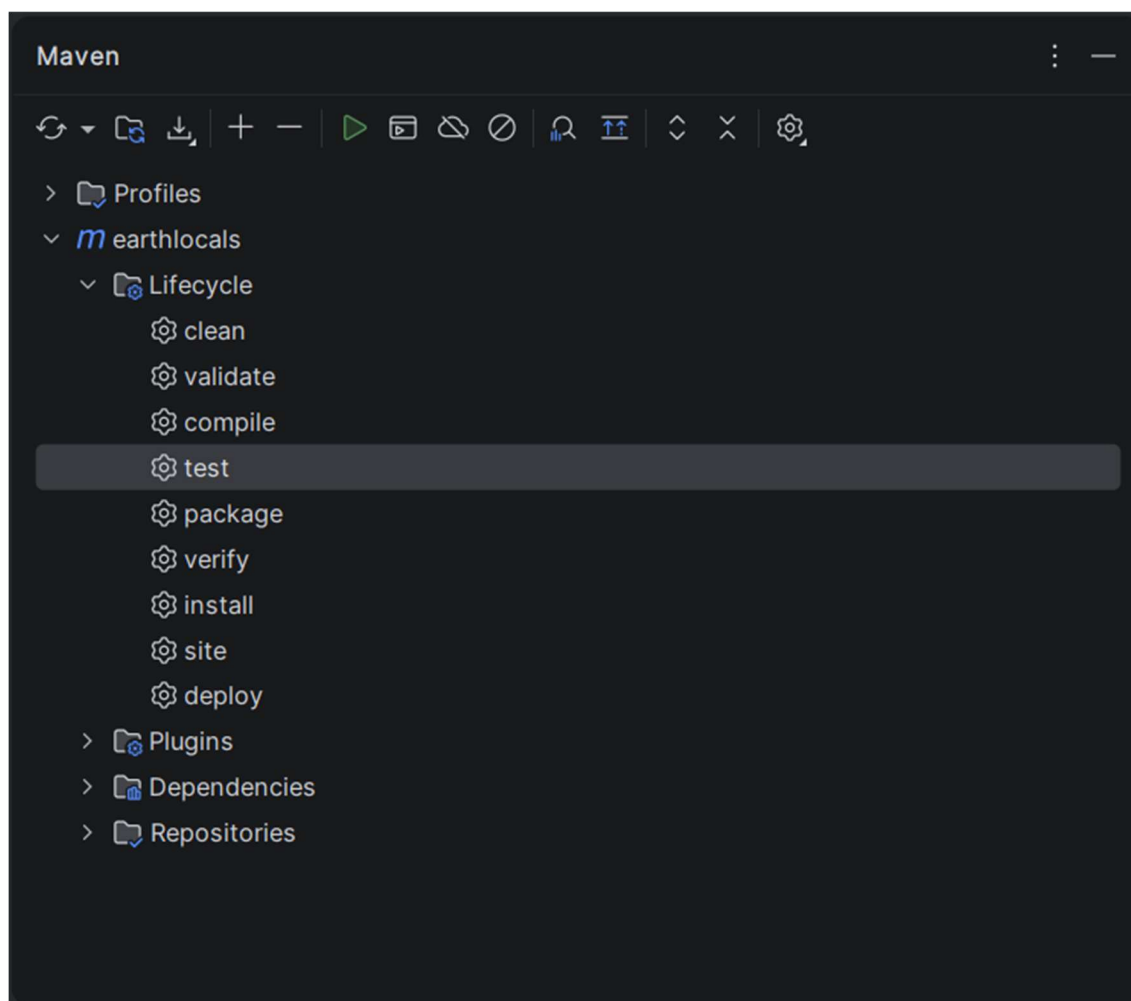 Maven
Profiles
m earthlocals
Lifecycle
clean
validate
compile
test
package
verify
install
site
deploy
Plugins
Dependencies
Repositories